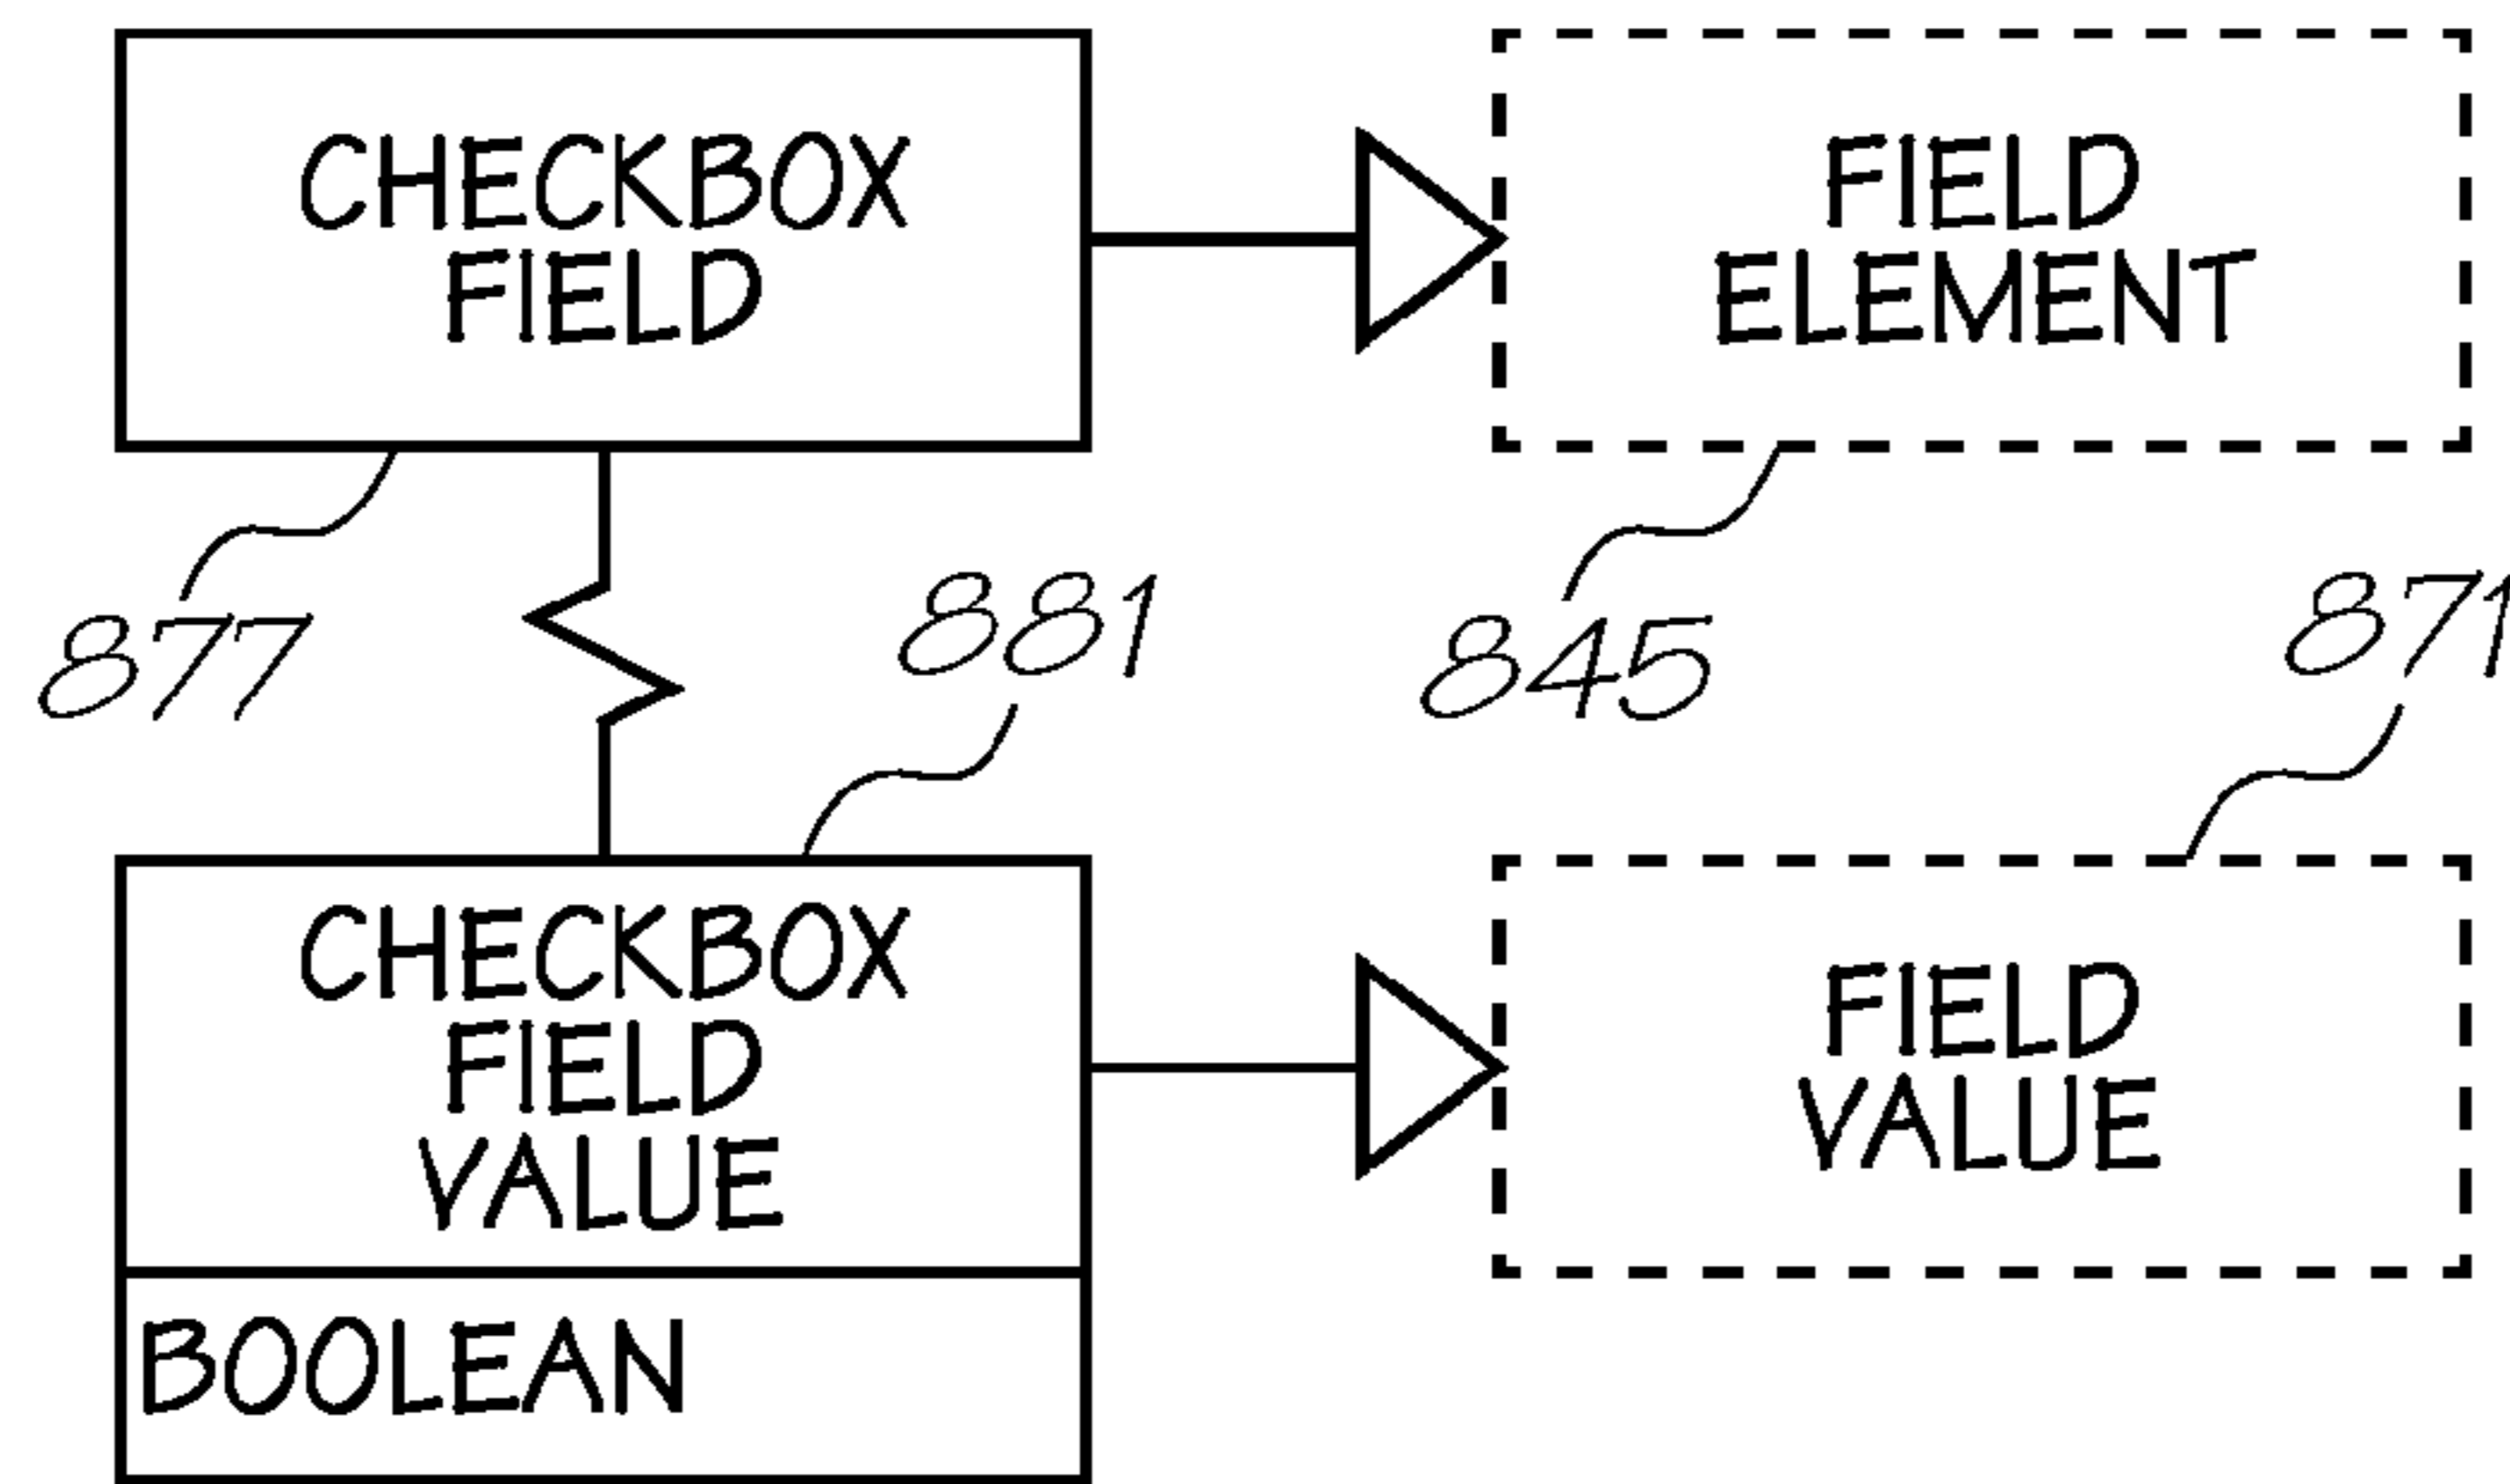 CHECKBOX
FIELD
FIELD
ELEMENT
877
881
845
871
CHECKBOX
FIELD
VALUE
FIELD
VALUE
BOOLEAN